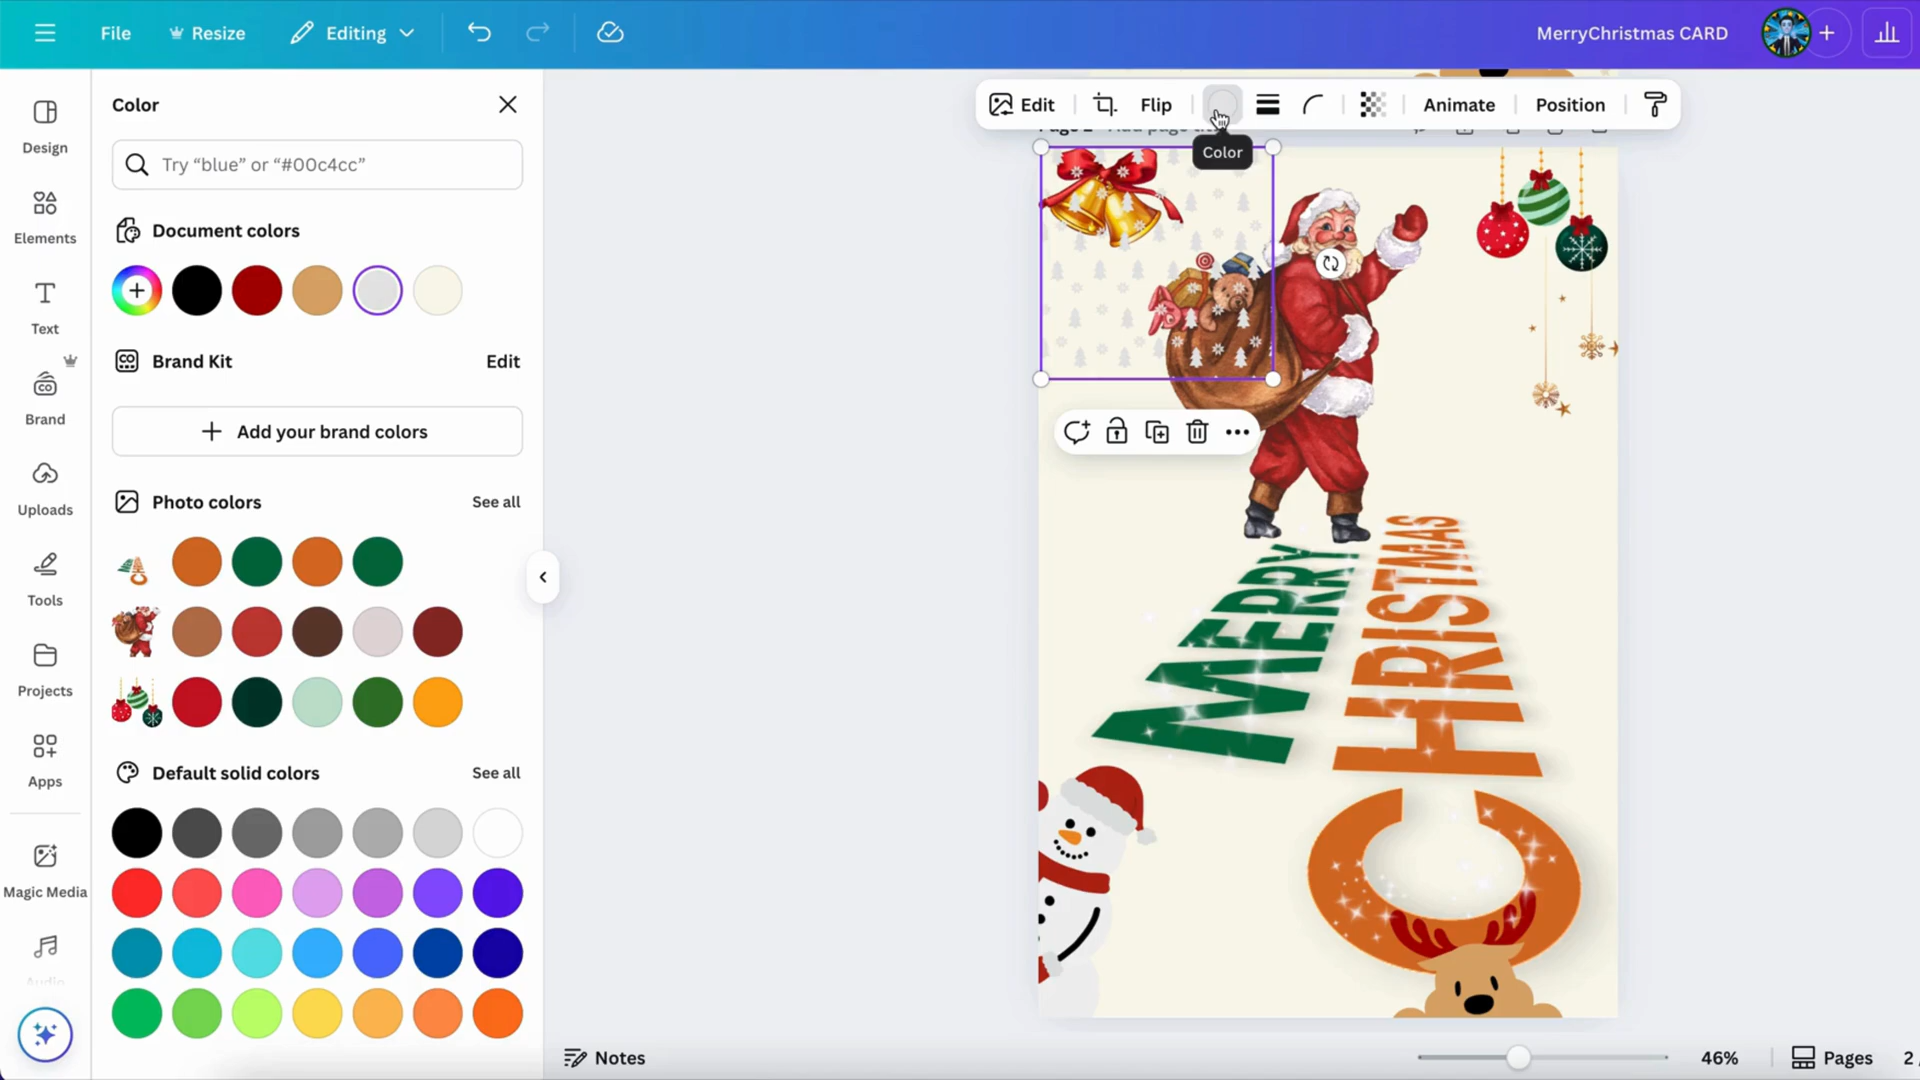 File
Resize
Editing
MerryChristmas CARD
Design
Elements
Text
Brand
Uploads
Tools
Projects
Apps
Magic Media
Audio
Color
Try “blue” or “#00c4cc”
Document colors
Brand Kit
Edit
Add your brand colors
Photo colors
See all
Default solid colors
See all
Edit
Flip
Animate
Position
Color
MERRY
CHRISTMAS
Notes
46%
Pages
2